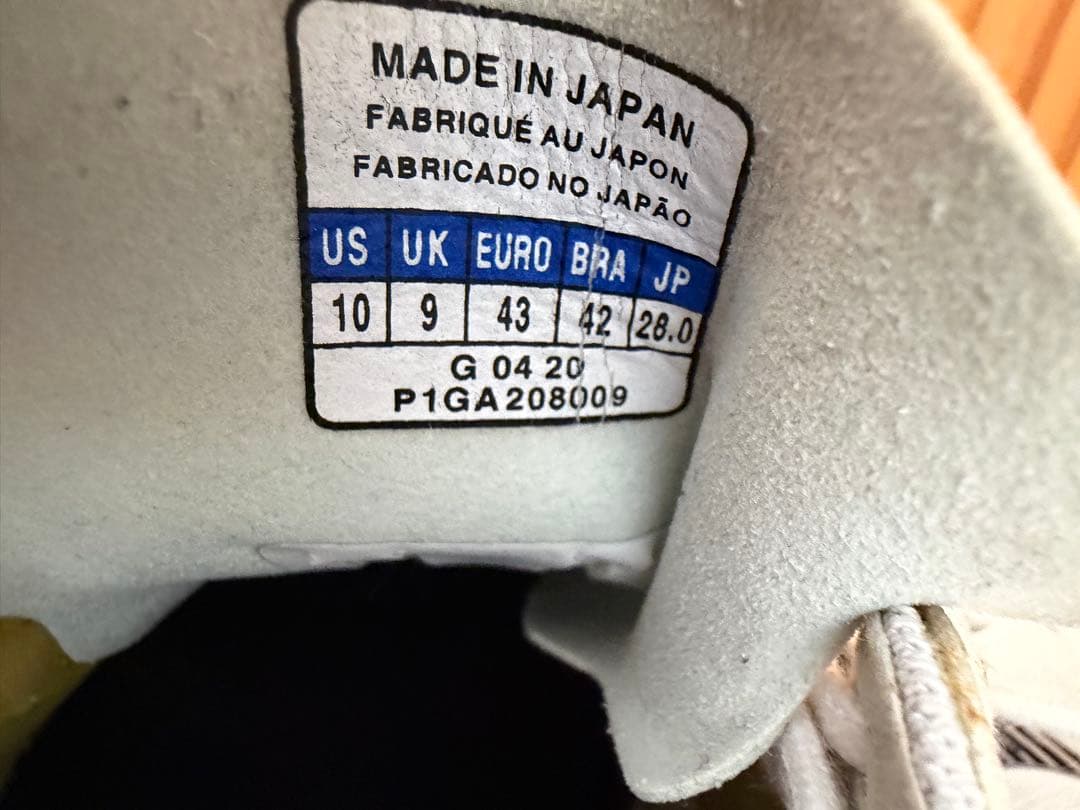 MADE IN JAPAN
FABRIQUÉ AU JAPON
FABRICADO NO JAPÃO
US UK EURO BRA JP
10 9 43 42 28.0
G 04 20
P1GA208009